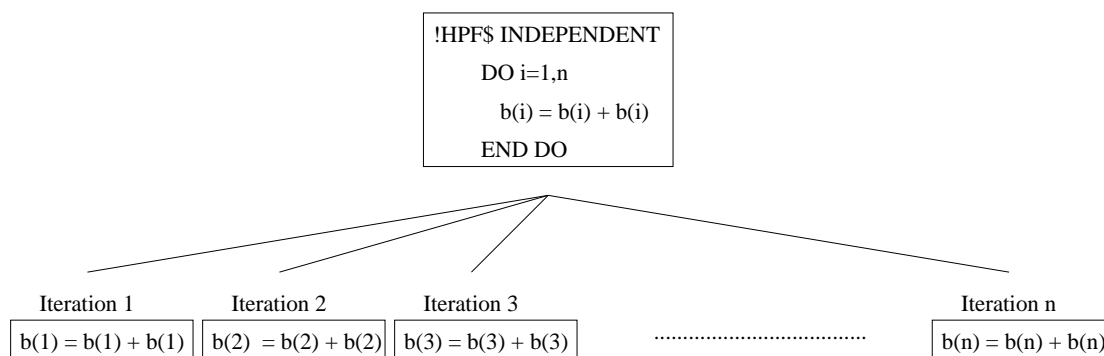 !HPF$ INDEPENDENT
DO i=1,n
b(i) = b(i) + b(i)
END DO
Iteration 1 Iteration 2 Iteration 3 Iteration n
b(1) = b(1) + b(1) b(2) = b(2) + b(2) b(3) = b(3) + b(3) ...................................... b(n) = b(n) + b(n)